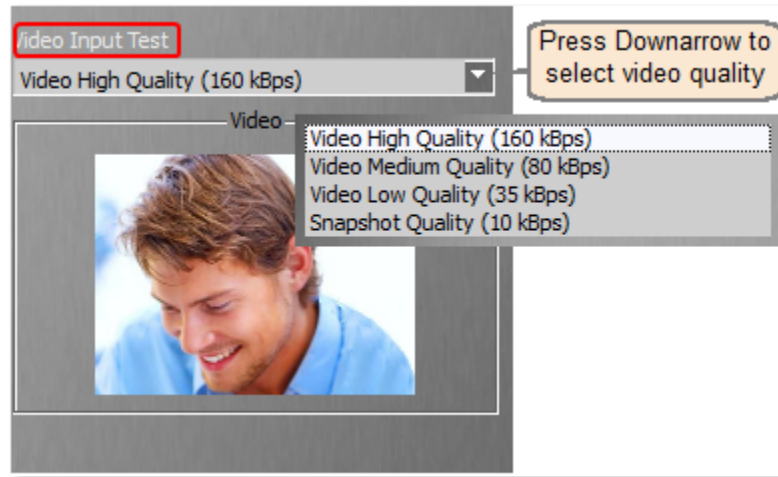 Video Input Test
Press Downarrow to
select video quality
Video High Quality (160 kBps)
Video
Video High Quality (160 kBps)
Video Medium Quality (80 kBps)
Video Low Quality (35 kBps)
Snapshot Quality (10 kBps)